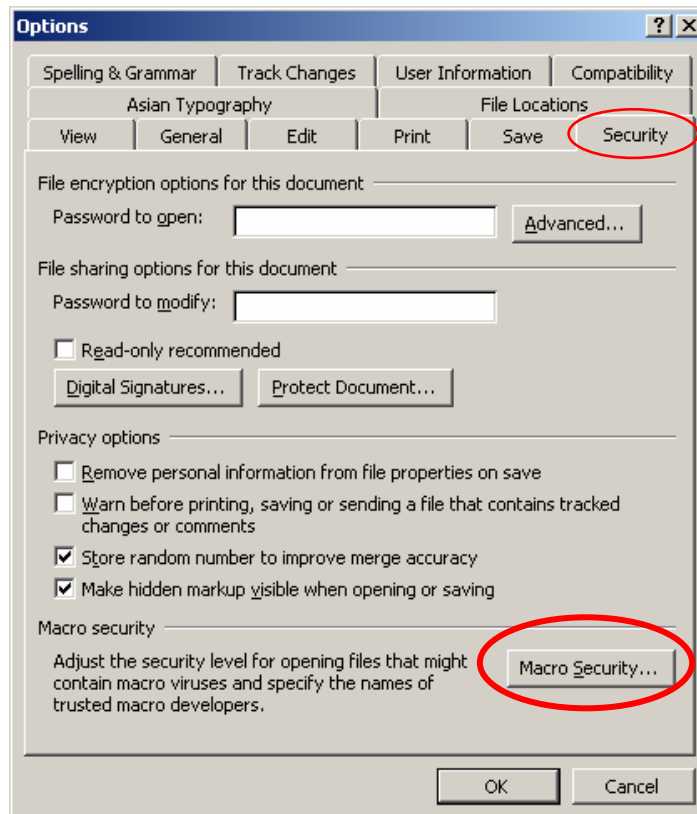 Options
Spelling & Grammar Track Changes User Information Compatibility
Asian Typography File Locations
View General Edit Print Save Security
File encryption options for this document
Password to open: Advanced...
File sharing options for this document
Password to modify:
Read-only recommended
Digital Signatures... Protect Document...
Privacy options
Remove personal information from file properties on save
Warn before printing, saving or sending a file that contains tracked
changes or comments
Store random number to improve merge accuracy
Make hidden markup visible when opening or saving
Macro security
Adjust the security level for opening files that might
contain macro viruses and specify the names of
trusted macro developers.
Macro Security...
OK Cancel